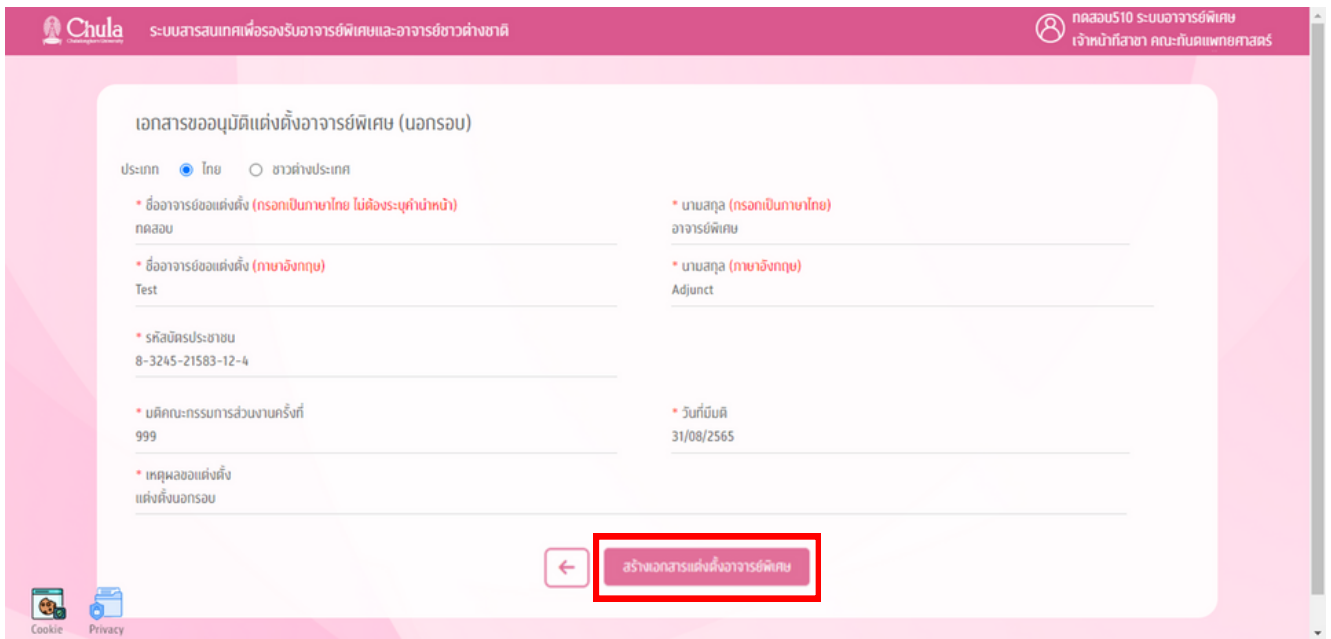 Chula
Chulalongkorn University
ระบบสารสนเทศเพื่อรองรับอาจารย์พิเศษและอาจารย์ชาวต่างชาติ
ทดสอบ510 ระบบอาจารย์พิเศษ
เจ้าหน้าที่สาขา คณะทันตแพทยศาสตร์
เอกสารขออนุมัติแต่งตั้งอาจารย์พิเศษ (นอกรอบ)
ประเภท ไทย ชาวต่างประเทศ
* ชื่ออาจารย์ขอแต่งตั้ง (กรอกเป็นภาษาไทย ไม่ต้องระบุคำนำหน้า) * นามสกุล (กรอกเป็นภาษาไทย)
ทดสอบ อาจารย์พิเศษ
* ชื่ออาจารย์ขอแต่งตั้ง (ภาษาอังกฤษ) * นามสกุล (ภาษาอังกฤษ)
Test Adjunct
* รหัสบัตรประชาชน
8-3245-21583-12-4
* มติคณะกรรมการส่วนงานครั้งที่ * วันที่มีมติ
999 31/08/2565
* เหตุผลขอแต่งตั้ง
แต่งตั้งนอกรอบ
สร้างเอกสารแต่งตั้งอาจารย์พิเศษ
Cookie Privacy